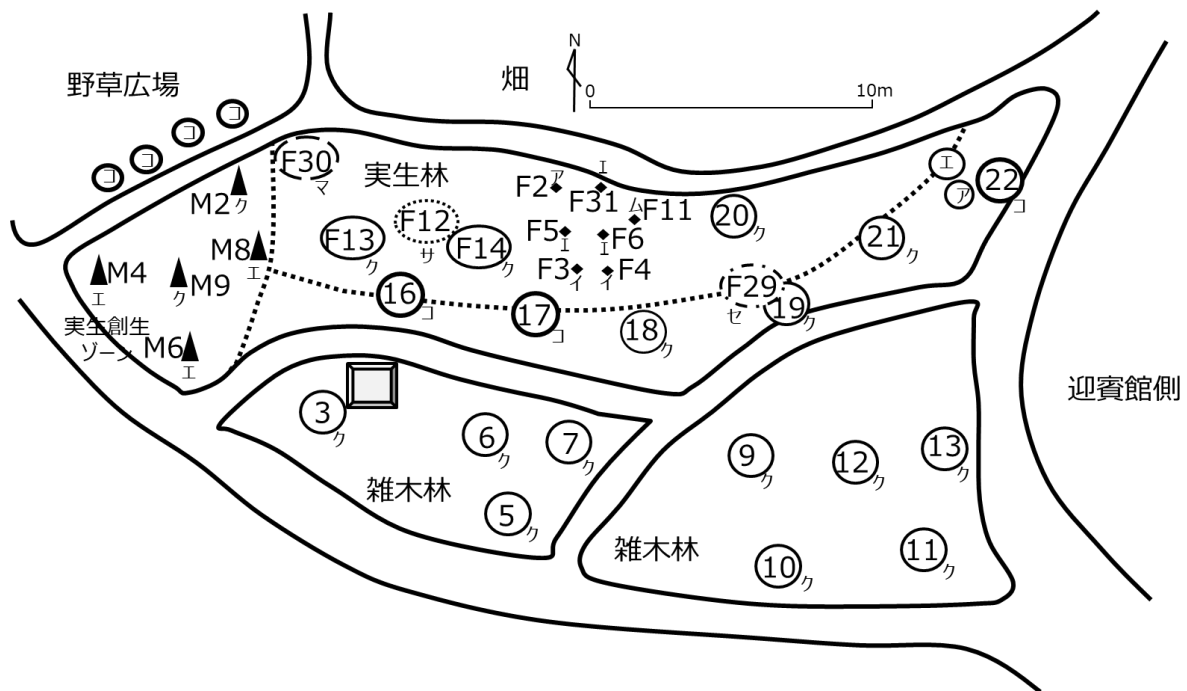 N
0
10m
野草広場
畑
コ
コ
コ
コ
F30
マ
実生林
F2
ア
エ
F31
F12
サ
ム
F11
20
ク
エ
ア
22
コ
M2
ク
F13
ク
F14
ク
F5
エ
F6
エ
21
ク
M8
エ
F3
イ
F4
イ
M4
エ
M9
ク
16
コ
17
コ
18
ク
F29
セ
19
ク
実生創生
ゾーン
M6
エ
迎賓館側
3
ク
6
ク
7
ク
9
ク
12
ク
13
ク
雑木林
5
ク
雑木林
10
ク
11
ク